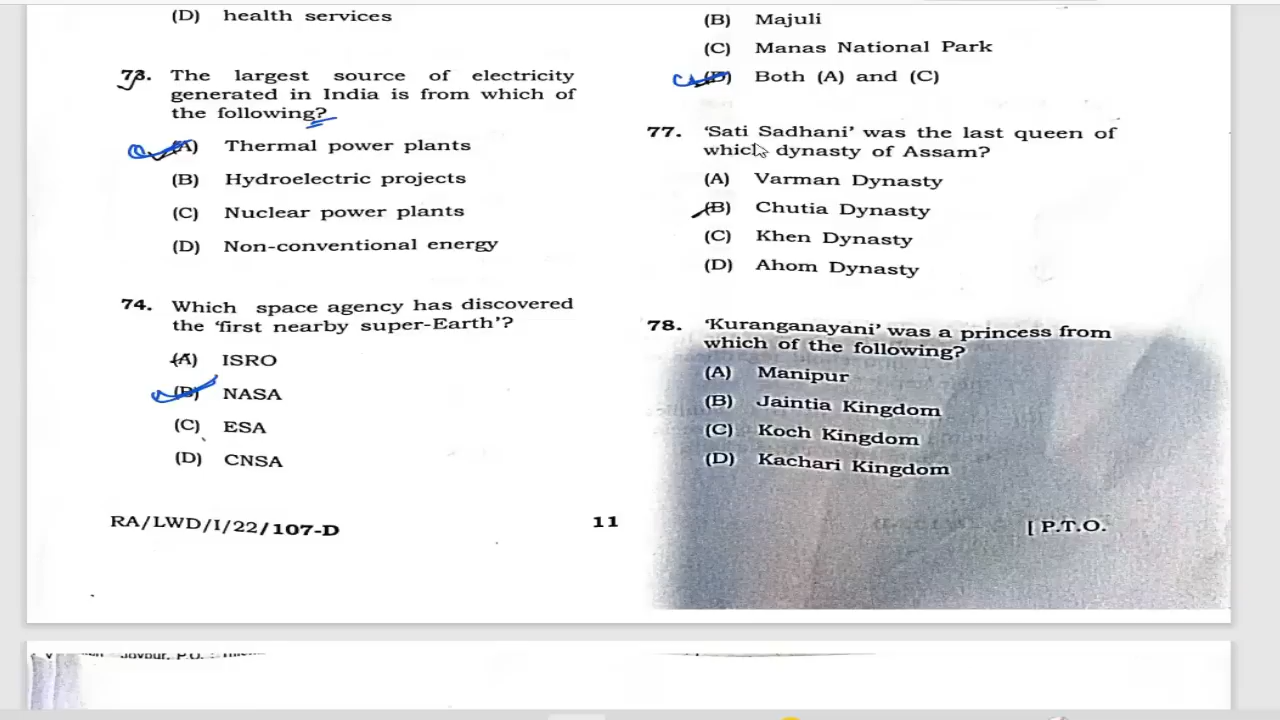 (D) health services
73. The largest source of electricity
generated in India is from which of
the following?
(A) Thermal power plants
(B) Hydroelectric projects
(C) Nuclear power plants
(D) Non-conventional energy
74. Which space agency has discovered
the ‘first nearby super-Earth’?
(A) ISRO
(B) NASA
(C) ESA
(D) CNSA
(B) Majuli
(C) Manas National Park
(D) Both (A) and (C)
77. ‘Sati Sadhani’ was the last queen of
which dynasty of Assam?
(A) Varman Dynasty
(B) Chutia Dynasty
(C) Khen Dynasty
(D) Ahom Dynasty
78. ‘Kuranganayani’ was a princess from
which of the following?
(A) Manipur
(B) Jaintia Kingdom
(C) Koch Kingdom
(D) Kachari Kingdom
RA/LWD/I/22/107-D
11
[ P.T.O.